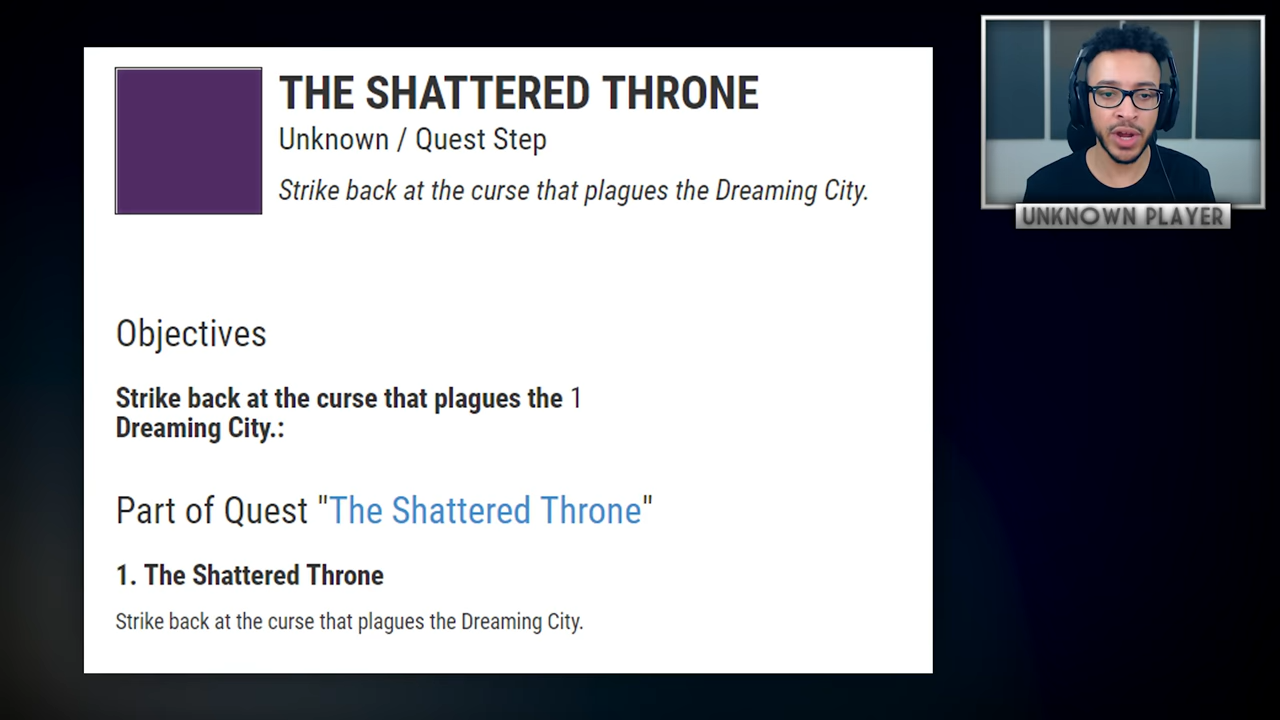 THE SHATTERED THRONE
Unknown / Quest Step
Strike back at the curse that plagues the Dreaming City.
UNKNOWN PLAYER
Objectives
Strike back at the curse that plagues the 1
Dreaming City.:
Part of Quest "The Shattered Throne"
1. The Shattered Throne
Strike back at the curse that plagues the Dreaming City.